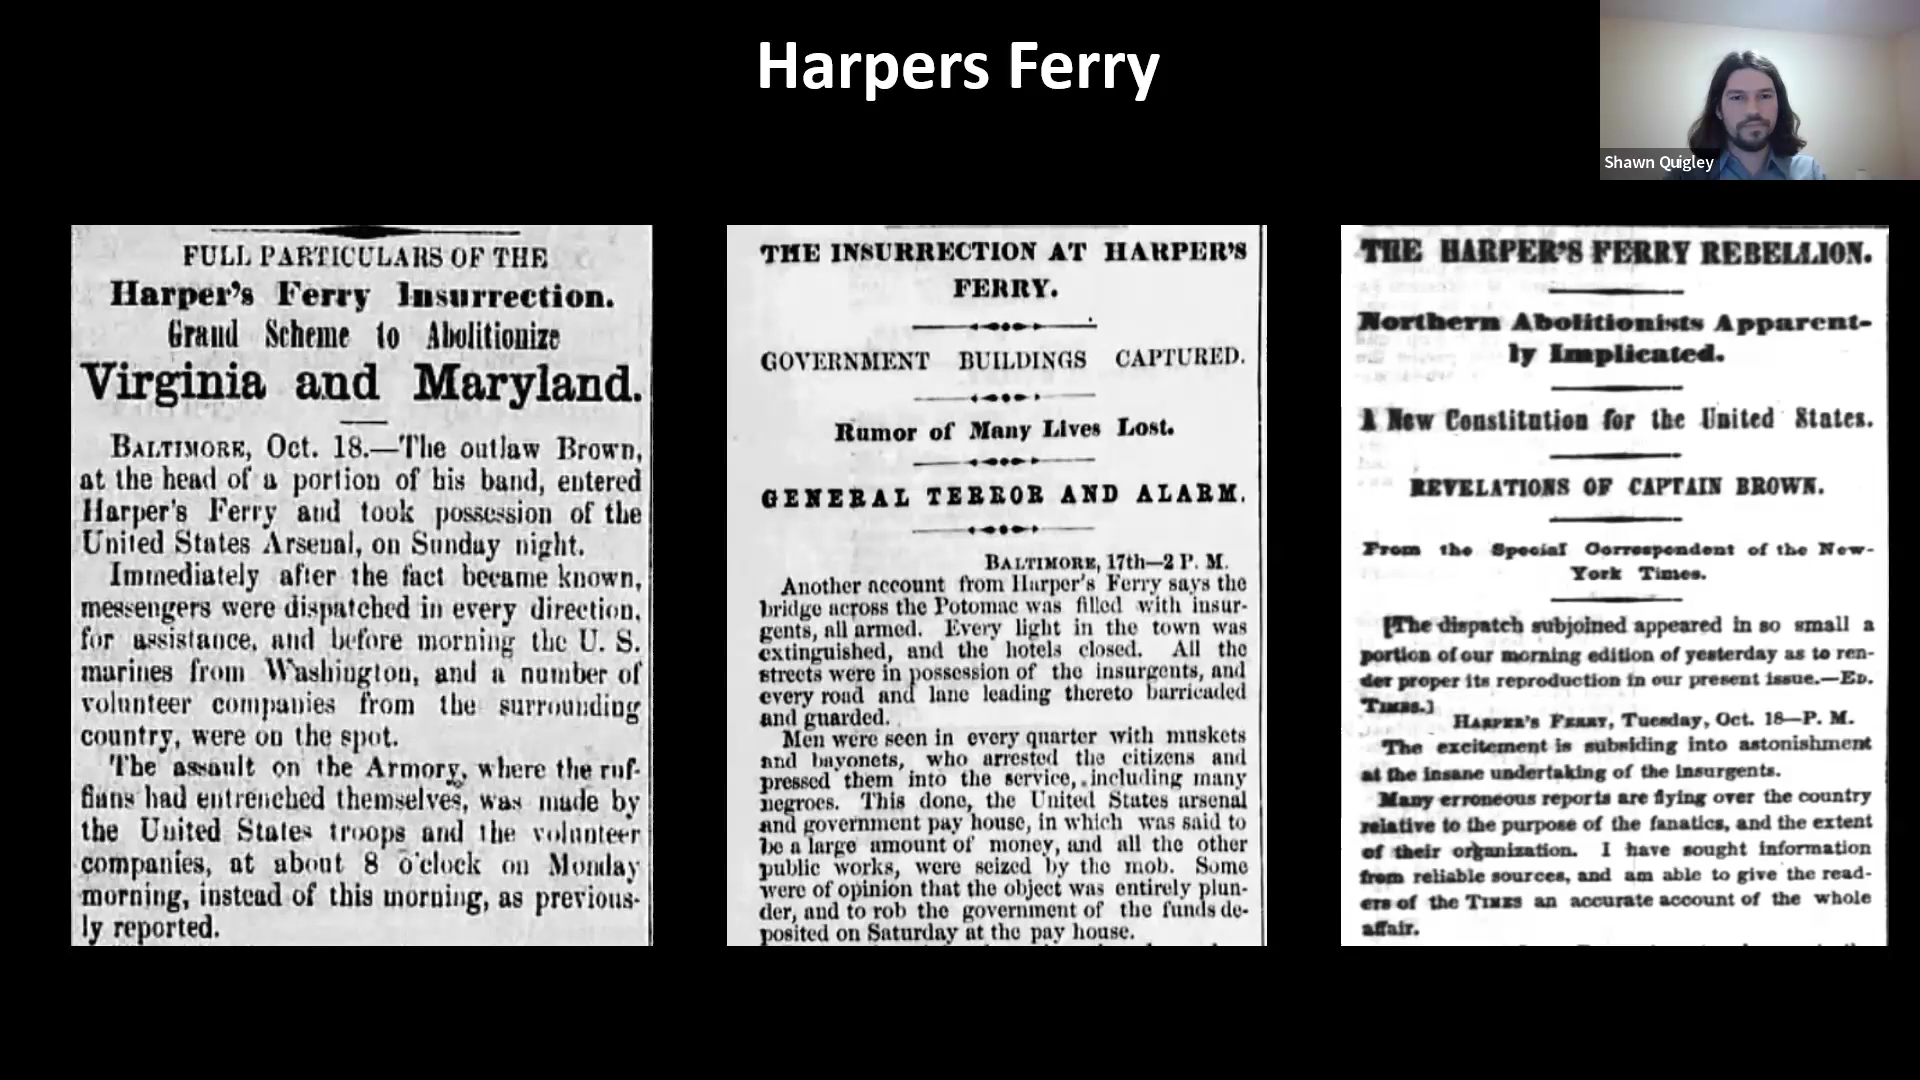 Harpers Ferry
Shawn Quigley
FULL PARTICULARS OF THE
Harper's Ferry Insurrection.
Grand Scheme to Abolitionize
Virginia and Maryland.
BALTIMORE, Oct. 18.—The outlaw Brown,
at the head of a portion of his band, entered
Harper's Ferry and took possession of the
United States Arsenal, on Sunday night.
Immediately after the fact became known,
messengers were dispatched in every direction,
for assistance, and before morning the U. S.
marines from Washington, and a number of
volunteer companies from the surrounding
country, were on the spot.
The assault on the Armory, where the ruf-
fians had entrenched themselves, was made by
the United States troops and the volunteer
companies, at about 8 o'clock on Monday
morning, instead of this morning, as previous-
ly reported.
THE INSURRECTION AT HARPER'S
FERRY.
GOVERNMENT BUILDINGS CAPTURED.
Rumor of Many Lives Lost.
GENERAL TERROR AND ALARM.
BALTIMORE, 17th—2 P. M.
Another account from Harper's Ferry says the
bridge across the Potomac was filled with insur-
gents, all armed. Every light in the town was
extinguished, and the hotels closed. All the
streets were in possession of the insurgents, and
every road and lane leading thereto barricaded
and guarded.
Men were seen in every quarter with muskets
and bayonets, who arrested the citizens and
pressed them into the service, including many
negroes. This done, the United States arsenal
and government pay house, in which was said to
be a large amount of money, and all the other
public works, were seized by the mob. Some
were of opinion that the object was entirely plun-
der, and to rob the government of the funds de-
posited on Saturday at the pay house.
THE HARPER'S FERRY REBELLION.
Northern Abolitionists Apparent-
ly Implicated.
A New Constitution for the United States.
REVELATIONS OF CAPTAIN BROWN.
From the Special Correspondent of the New-
York Times.
[The dispatch subjoined appeared in so small a
portion of our morning edition of yesterday as to ren-
der proper its reproduction in our present issue.—ED.
TIMES.]
HARPER'S FERRY, Tuesday, Oct. 18—P. M.
The excitement is subsiding into astonishment
at the insane undertaking of the insurgents.
Many erroneous reports are flying over the country
relative to the purpose of the fanatics, and the extent
of their organization. I have sought information
from reliable sources, and am able to give the read-
ers of the TIMES an accurate account of the whole
affair.